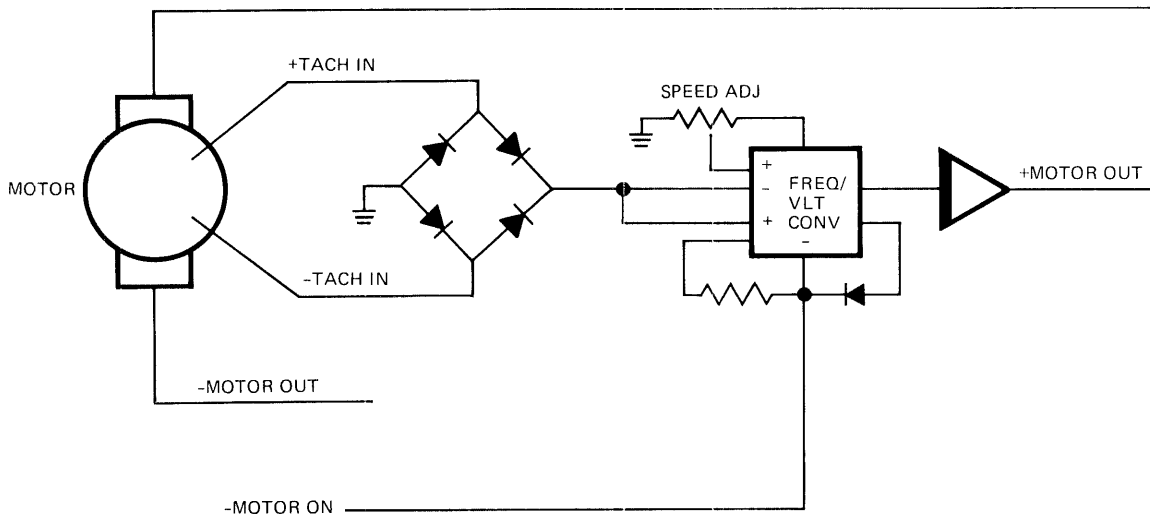 +TACH IN
SPEED ADJ
MOTOR
+
-
+
-
FREQ/
VLT
CONV
+MOTOR OUT
-TACH IN
-MOTOR OUT
-MOTOR ON